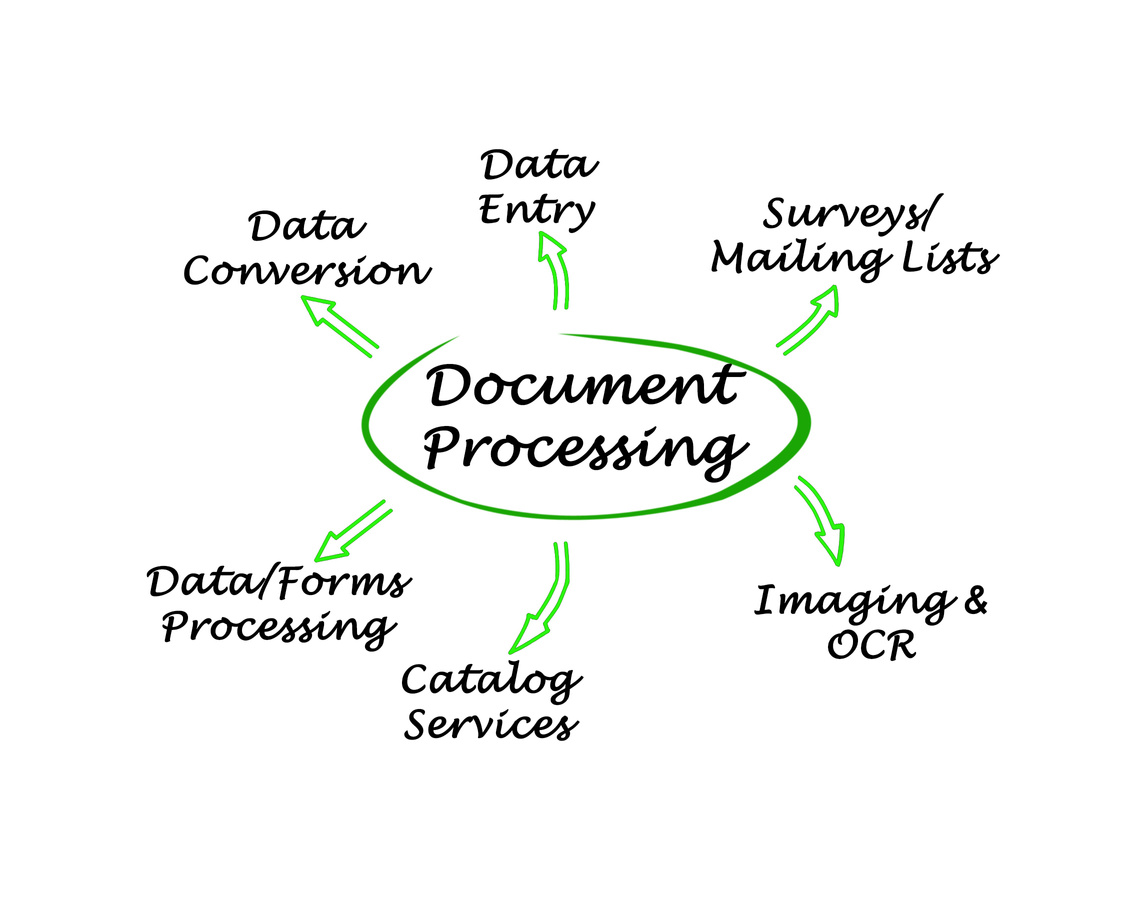 Data
Entry
Surveys/
Mailing Lists
Data
Conversion
Document
Processing
Data/Forms
Processing
Catalog
Services
Imaging &
OCR